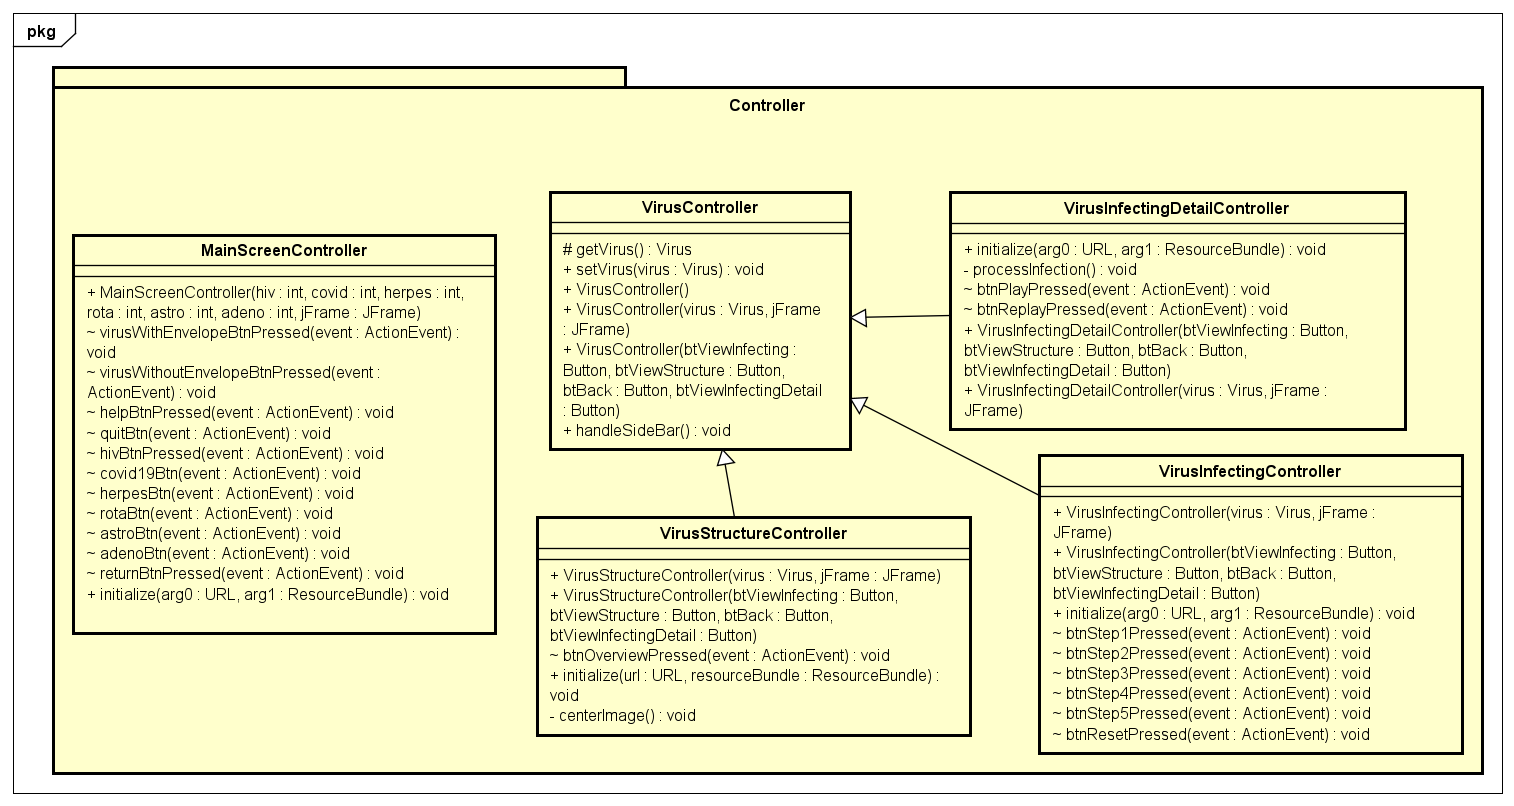 pkg
Controller
MainScreenController
+ MainScreenController(hiv : int, covid : int, herpes : int,
rota : int, astro : int, adeno : int, jFrame : JFrame)
~ virusWithEnvelopeBtnPressed(event : ActionEvent) :
void
~ virusWithoutEnvelopeBtnPressed(event :
ActionEvent) : void
~ helpBtnPressed(event : ActionEvent) : void
~ quitBtn(event : ActionEvent) : void
~ hivBtnPressed(event : ActionEvent) : void
~ covid19Btn(event : ActionEvent) : void
~ herpesBtn(event : ActionEvent) : void
~ rotaBtn(event : ActionEvent) : void
~ astroBtn(event : ActionEvent) : void
~ adenoBtn(event : ActionEvent) : void
~ returnBtnPressed(event : ActionEvent) : void
+ initialize(arg0 : URL, arg1 : ResourceBundle) : void
VirusController
# getVirus() : Virus
+ setVirus(virus : Virus) : void
+ VirusController()
+ VirusController(virus : Virus, jFrame
: JFrame)
+ VirusController(btViewInfecting :
Button, btViewStructure : Button,
btBack : Button, btViewInfectingDetail
: Button)
+ handleSideBar() : void
VirusInfectingDetailController
+ initialize(arg0 : URL, arg1 : ResourceBundle) : void
- processInfection() : void
~ btnPlayPressed(event : ActionEvent) : void
~ btnReplayPressed(event : ActionEvent) : void
+ VirusInfectingDetailController(btViewInfecting : Button,
btViewStructure : Button, btBack : Button,
btViewInfectingDetail : Button)
+ VirusInfectingDetailController(virus : Virus, jFrame :
JFrame)
VirusStructureController
+ VirusStructureController(virus : Virus, jFrame : JFrame)
+ VirusStructureController(btViewInfecting : Button,
btViewStructure : Button, btBack : Button,
btViewInfectingDetail : Button)
~ btnOverviewPressed(event : ActionEvent) : void
+ initialize(url : URL, resourceBundle : ResourceBundle) :
void
- centerImage() : void
VirusInfectingController
+ VirusInfectingController(virus : Virus, jFrame :
JFrame)
+ VirusInfectingController(btViewInfecting : Button,
btViewStructure : Button, btBack : Button,
btViewInfectingDetail : Button)
+ initialize(arg0 : URL, arg1 : ResourceBundle) : void
~ btnStep1Pressed(event : ActionEvent) : void
~ btnStep2Pressed(event : ActionEvent) : void
~ btnStep3Pressed(event : ActionEvent) : void
~ btnStep4Pressed(event : ActionEvent) : void
~ btnStep5Pressed(event : ActionEvent) : void
~ btnResetPressed(event : ActionEvent) : void